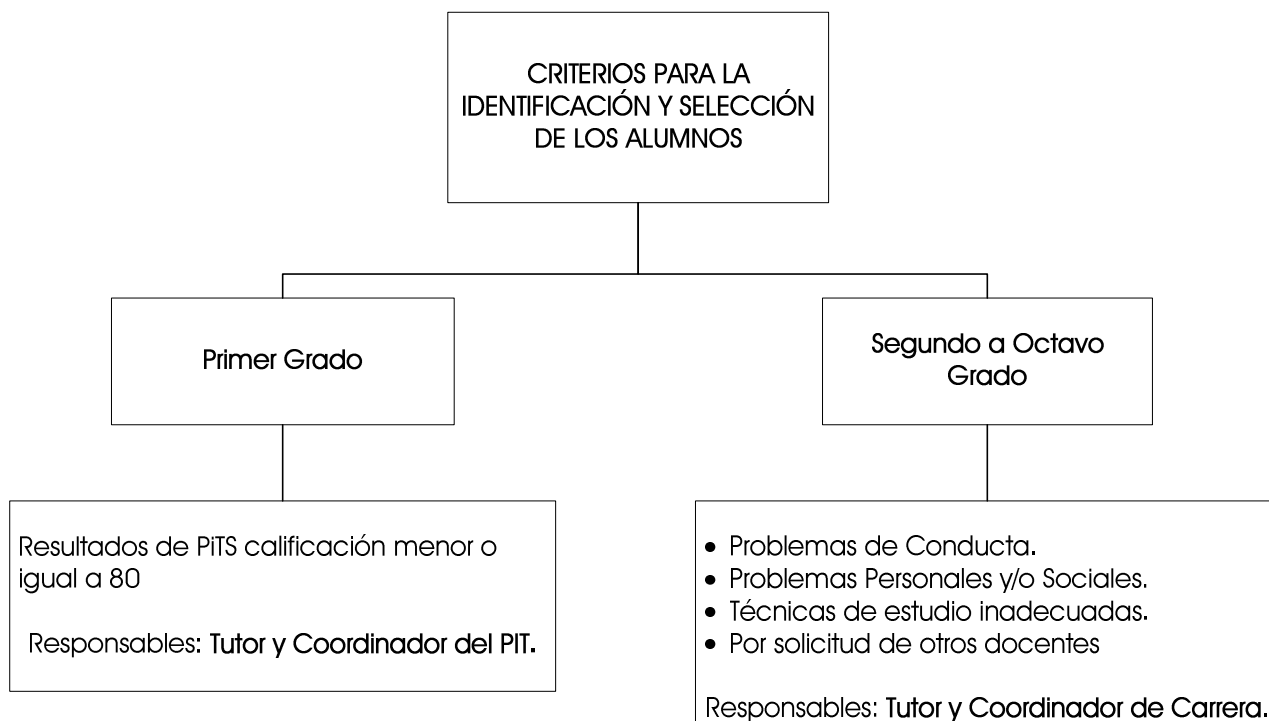 CRITERIOS PARA LA
IDENTIFICACIÓN Y SELECCIÓN
DE LOS ALUMNOS
Primer Grado
Segundo a Octavo
Grado
Resultados de PiTS calificación menor o
igual a 80
Responsables: Tutor y Coordinador del PIT.
• Problemas de Conducta.
• Problemas Personales y/o Sociales.
• Técnicas de estudio inadecuadas.
• Por solicitud de otros docentes
Responsables: Tutor y Coordinador de Carrera.